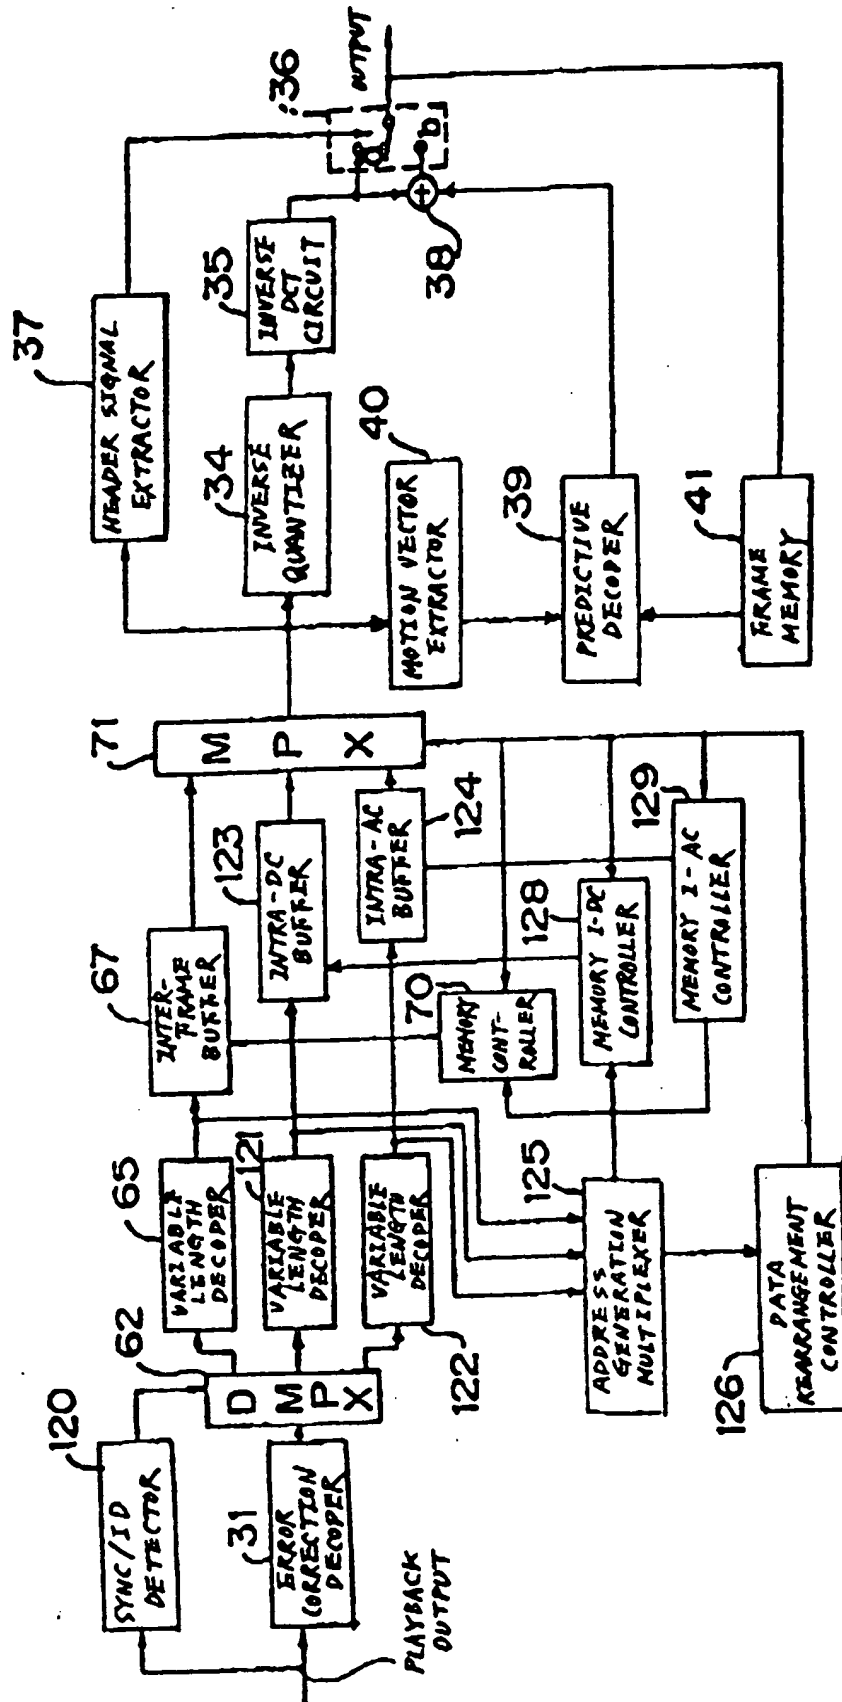 PLAYBACK
OUTPUT
120
SYNC/ID
DETECTOR
31
ERROR
CORRECTION
DECODER
62
D
M
P
X
65
VARIABLE
LENGTH
DECODER
121
VARIABLE
LENGTH
DECODER
122
VARIABLE
LENGTH
DECODER
67
INTER-
FRAME
BUFFER
123
INTRA-DC
BUFFER
124
INTRA-AC
BUFFER
125
ADDRESS
GENERATION
MULTIPLEXER
126
DATA
REARRANGEMENT
CONTROLLER
70
MEMORY
CONT-
ROLLER
128
MEMORY I-DC
CONTROLLER
129
MEMORY I-AC
CONTROLLER
71
M
P
X
37
HEADER SIGNAL
EXTRACTOR
34
INVERSE
QUANTIZER
35
INVERSE
DCT
CIRCUIT
40
MOTION VECTOR
EXTRACTOR
39
PREDICTIVE
DECODER
41
FRAME
MEMORY
38
+
36
a
b
OUTPUT